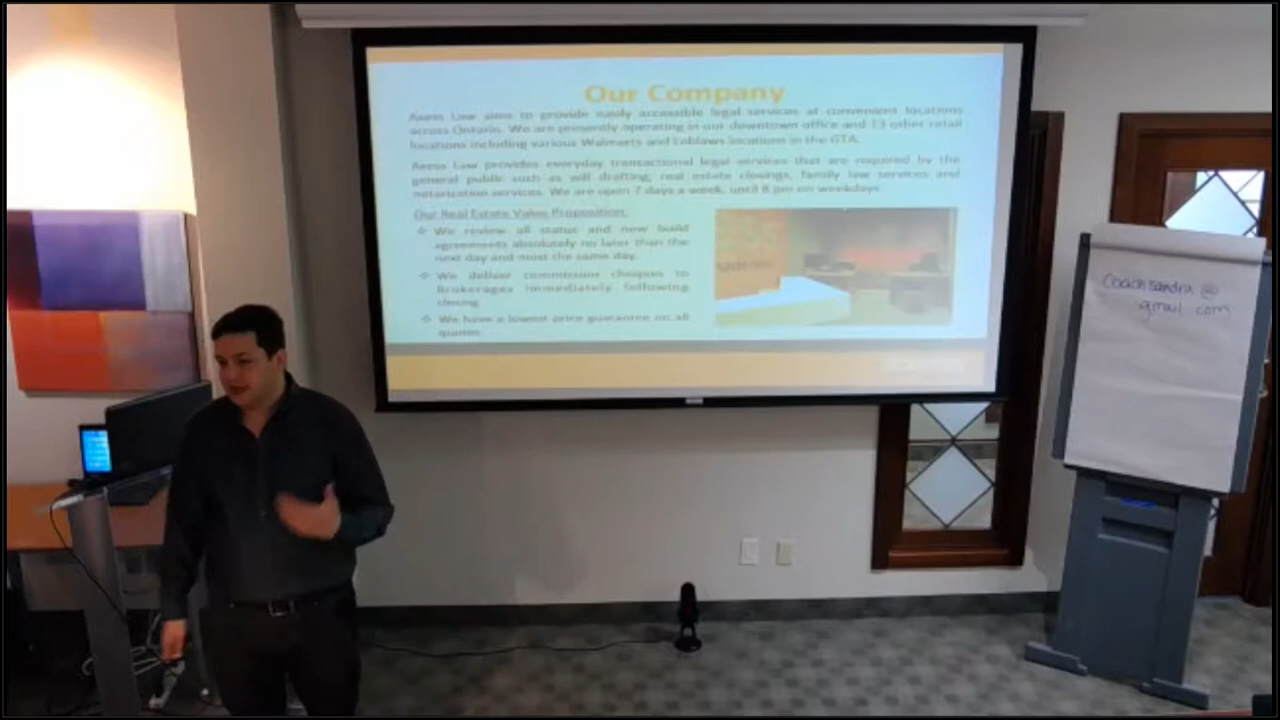 Our Company
Axess Law aims to provide easily accessible legal services at convenient locations
across Ontario. We are presently operating in our downtown office and 13 other retail
locations including various Walmarts and Loblaws locations in the GTA.
Axess Law provides everyday transactional legal services that are required by the
general public such as will drafting, real estate closings, family law services and
notarization services. We are open 7 days a week, until 8 pm on weekdays
Our Real Estate Value Proposition.
We review all status and new build
agreements absolutely no later than the
next day and most the same day.
We deliver commission cheques to
Brokerages immediately following
closing
We have a lowest price guarantee on all
quotes
Coachsandra@
gmail com